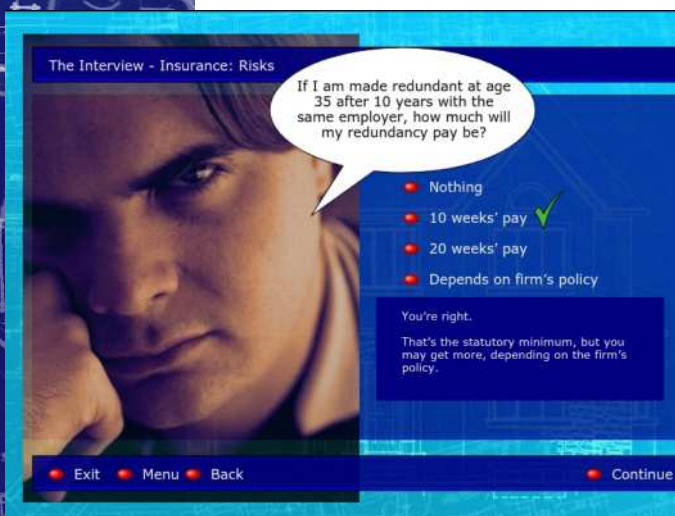 The Interview - Insurance: Risks
If I am made redundant at age
35 after 10 years with the
same employer, how much will
my redundancy pay be?
Nothing
10 weeks' pay
20 weeks' pay
Depends on firm's policy
You're right.
That's the statutory minimum, but you
may get more, depending on the firm's
policy.
Exit
Menu
Back
Continue